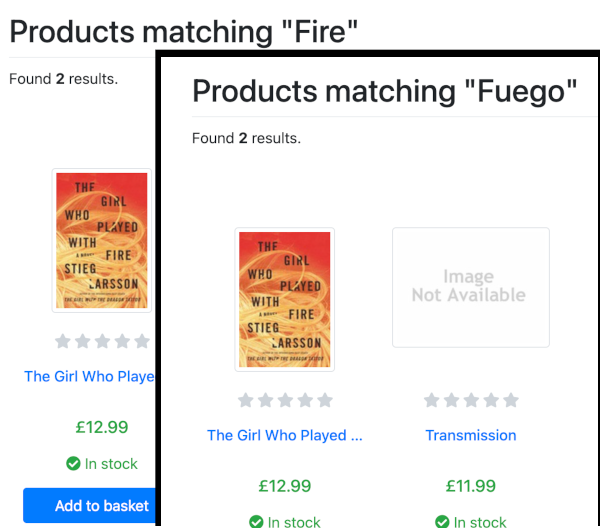 Products matching "Fire"
Found 2 results.
THE
GIRL
WHO
PLAYED
WITH
A NOVEL FIRE
STIEG
LARSSON
THE GIRL WITH THE DRAGON TATTOO
The Girl Who Playe
£12.99
In stock
Add to basket
Products matching "Fuego"
Found 2 results.
THE
GIRL
WHO
PLAYED
WITH
A NOVEL FIRE
STIEG
LARSSON
THE GIRL WITH THE DRAGON TATTOO
The Girl Who Played ...
£12.99
In stock
Image
Not Available
Transmission
£11.99
In stock